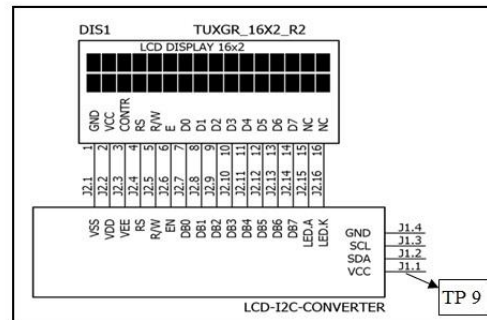 DIS1 TUXGR_16X2_R2
LCD DISPLAY 16x2
GND VCC CONTR RS R/W E D0 D1 D2 D3 D4 D5 D6 D7 NC NC
1 2 3 4 5 6 7 8 9 10 11 12 13 14 15 16
J2.1 J2.2 J2.3 J2.4 J2.5 J2.6 J2.7 J2.8 J2.9 J2.10 J2.11 J2.12 J2.13 J2.14 J2.15 J2.16
VSS VDD VEE RS R/W EN DB0 DB1 DB2 DB3 DB4 DB5 DB6 DB7 LED.A LED.K
GND J1.4
SCL J1.3
SDA J1.2
VCC J1.1
TP 9
LCD-I2C-CONVERTER